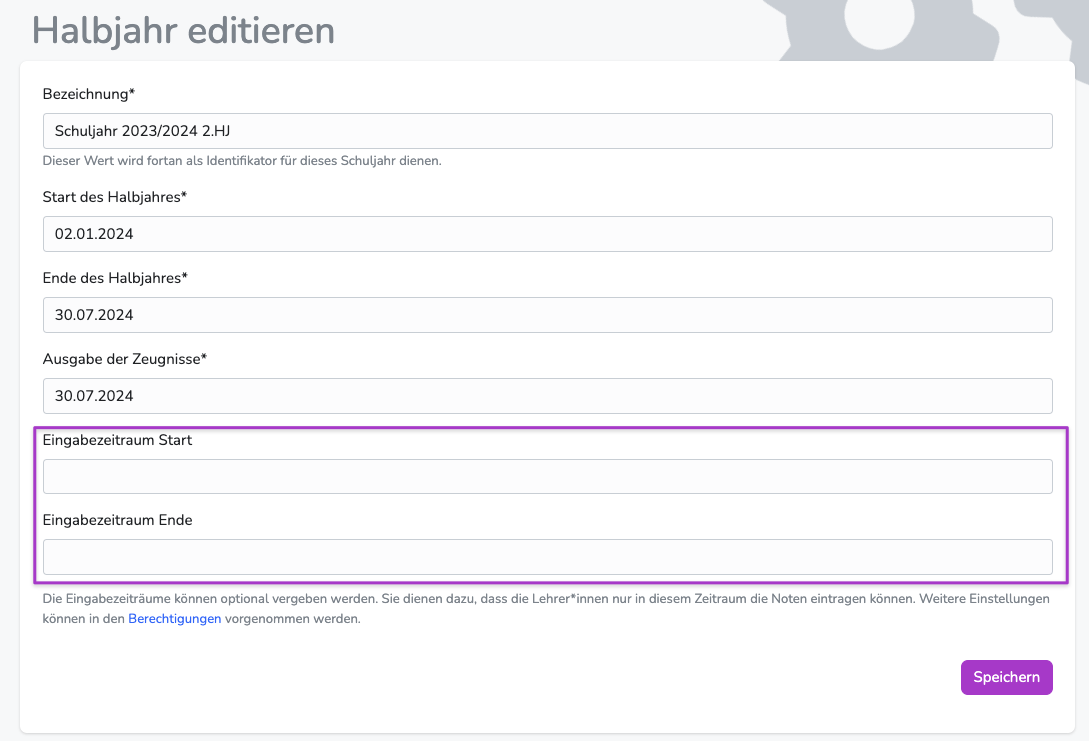 Halbjahr editieren
Bezeichnung*
Schuljahr 2023/2024 2.HJ
Dieser Wert wird fortan als Identifikator für dieses Schuljahr dienen.
Start des Halbjahres*
02.01.2024
Ende des Halbjahres*
30.07.2024
Ausgabe der Zeugnisse*
30.07.2024
Eingabezeitraum Start
Eingabezeitraum Ende
Die Eingabezeiträume können optional vergeben werden. Sie dienen dazu, dass die Lehrer*innen nur in diesem Zeitraum die Noten eintragen können. Weitere Einstellungen
können in den Berechtigungen vorgenommen werden.
Speichern